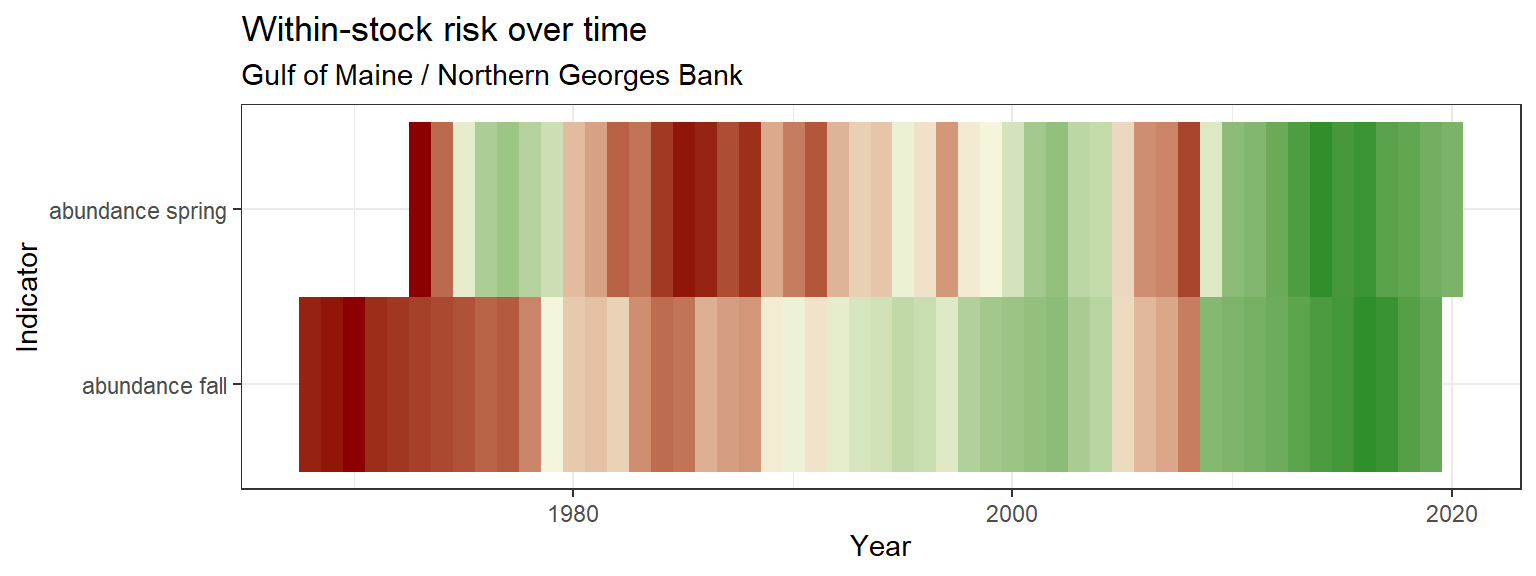 Within-stock risk over time
Gulf of Maine / Northern Georges Bank
Indicator
abundance spring
abundance fall
1980
2000
2020
Year